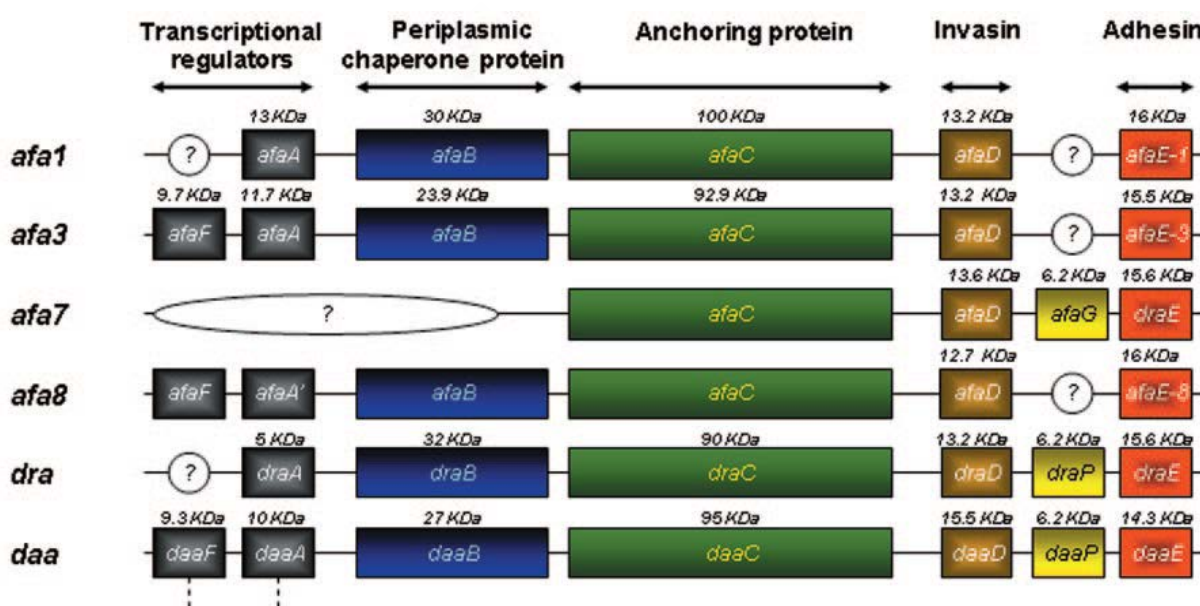 Transcriptional Periplasmic Anchoring protein Invasin Adhesin
regulators chaperone protein
13 KDa 30 KDa 100 KDa 13.2 KDa 16 KDa
afa1 ? afaA afaB afaC afaD ? afaE-1
9.7 KDa 11.7 KDa 23.9 KDa 92.9 KDa 13.2 KDa 15.5 KDa
afa3 afaF afaA afaB afaC afaD ? afaE-3
13.6 KDa 6.2 KDa 15.6 KDa
afa7 ? afaC afaD afaG draE
12.7 KDa 16 KDa
afa8 afaF afaA' afaB afaC afaD ? afaE-8
5 KDa 32 KDa 90 KDa 13.2 KDa 6.2 KDa 15.6 KDa
dra ? draA draB draC draD draP draE
9.3 KDa 10 KDa 27 KDa 95 KDa 15.5 KDa 6.2 KDa 14.3 KDa
daa daaF daaA daaB daaC daaD daaP daaE